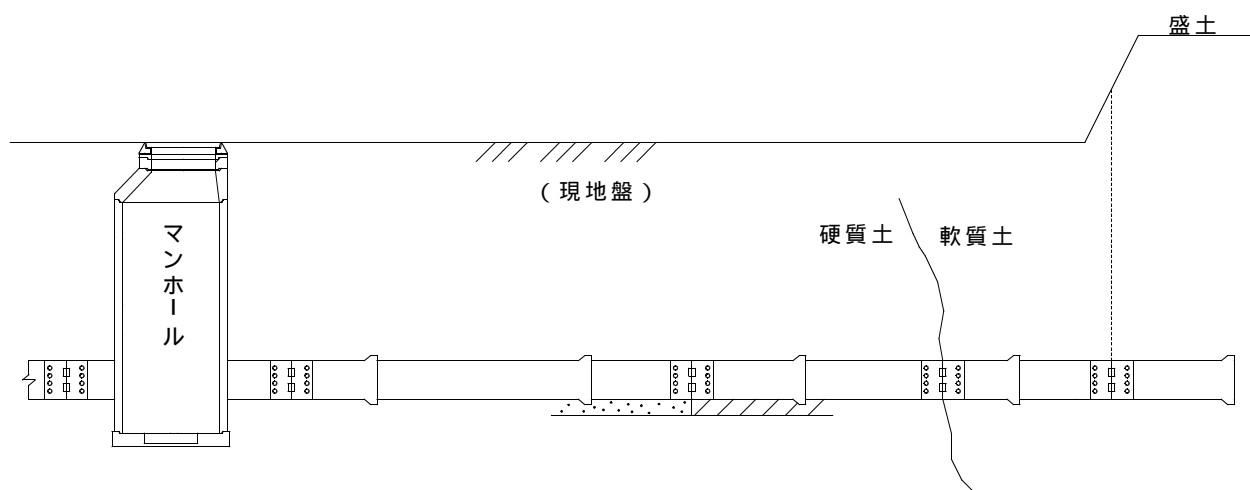 盛土
（現地盤）
硬質土
軟質土
マンホール